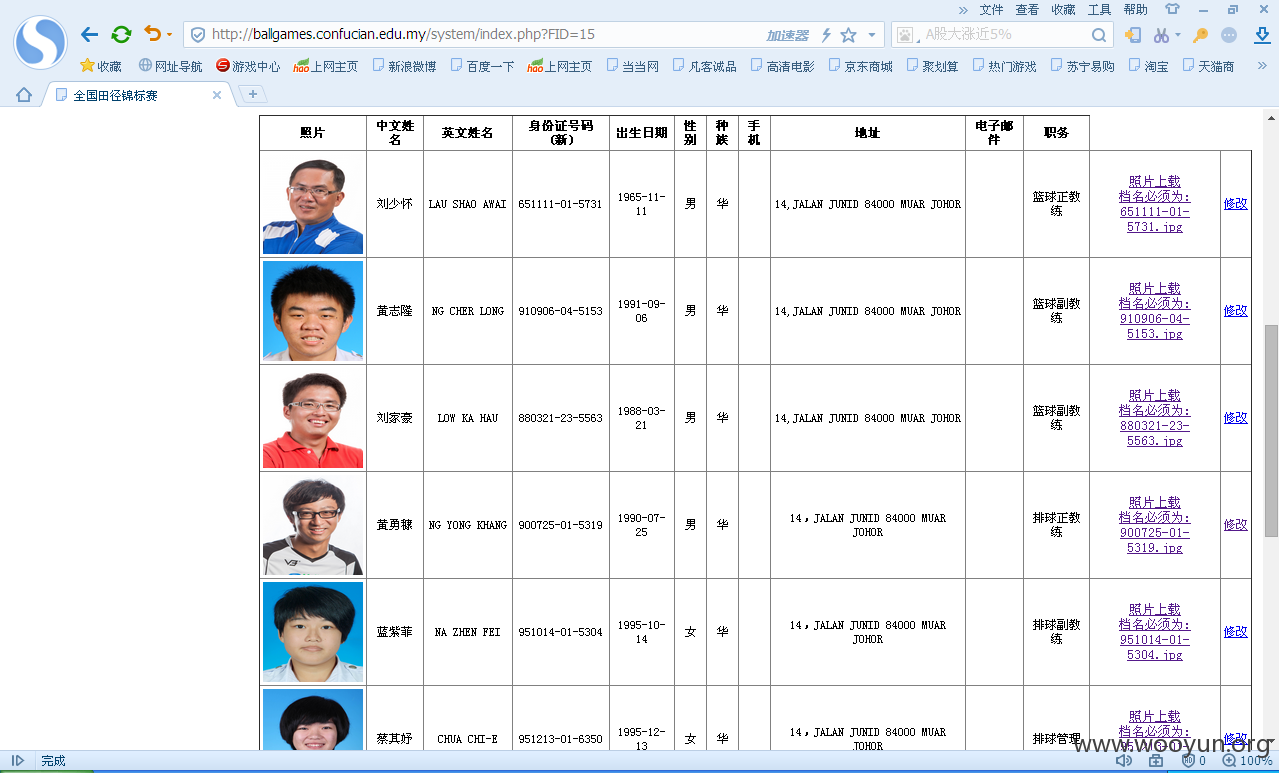 » 文件 查看 收藏 工具 帮助
http://ballgames.confucian.edu.my/system/index.php?FID=15 加速器 A股大涨近5%
收藏 网址导航 游戏中心 hao上网主页 新浪微博 百度一下 hao上网主页 当当网 凡客诚品 高清电影 京东商城 聚划算 热门游戏 苏宁易购 淘宝 天猫商 »
全国田径锦标赛 × +
照片 中文姓名 英文姓名 身份证号码(新) 出生日期 性别 种族 手机 地址 电子邮件 职务
刘少怀 LAU SHAO AWAI 651111-01-5731 1965-11-11 男 华 14,JALAN JUNID 84000 MUAR JOHOR 篮球正教练 照片上载 档名必须为: 651111-01-5731.jpg 修改
黄志隆 NG CHER LONG 910906-04-5153 1991-09-06 男 华 14,JALAN JUNID 84000 MUAR JOHOR 篮球副教练 照片上载 档名必须为: 910906-04-5153.jpg 修改
刘家豪 LOW KA HAU 880321-23-5563 1988-03-21 男 华 14,JALAN JUNID 84000 MUAR JOHOR 篮球副教练 照片上载 档名必须为: 880321-23-5563.jpg 修改
黄勇糠 NG YONG KHANG 900725-01-5319 1990-07-25 男 华 14，JALAN JUNID 84000 MUAR JOHOR 排球正教练 照片上载 档名必须为: 900725-01-5319.jpg 修改
蓝紫菲 NA ZHEN FEI 951014-01-5304 1995-10-14 女 华 14，JALAN JUNID 84000 MUAR JOHOR 排球副教练 照片上载 档名必须为: 951014-01-5304.jpg 修改
蔡其妤 CHUA CHI-E 951213-01-6350 1995-12-13 女 华 14，JALAN JUNID 84000 MUAR JOHOR 排球管理 照片上载 档名必须为: 修改
www.wooyun.org
完成 0 100%